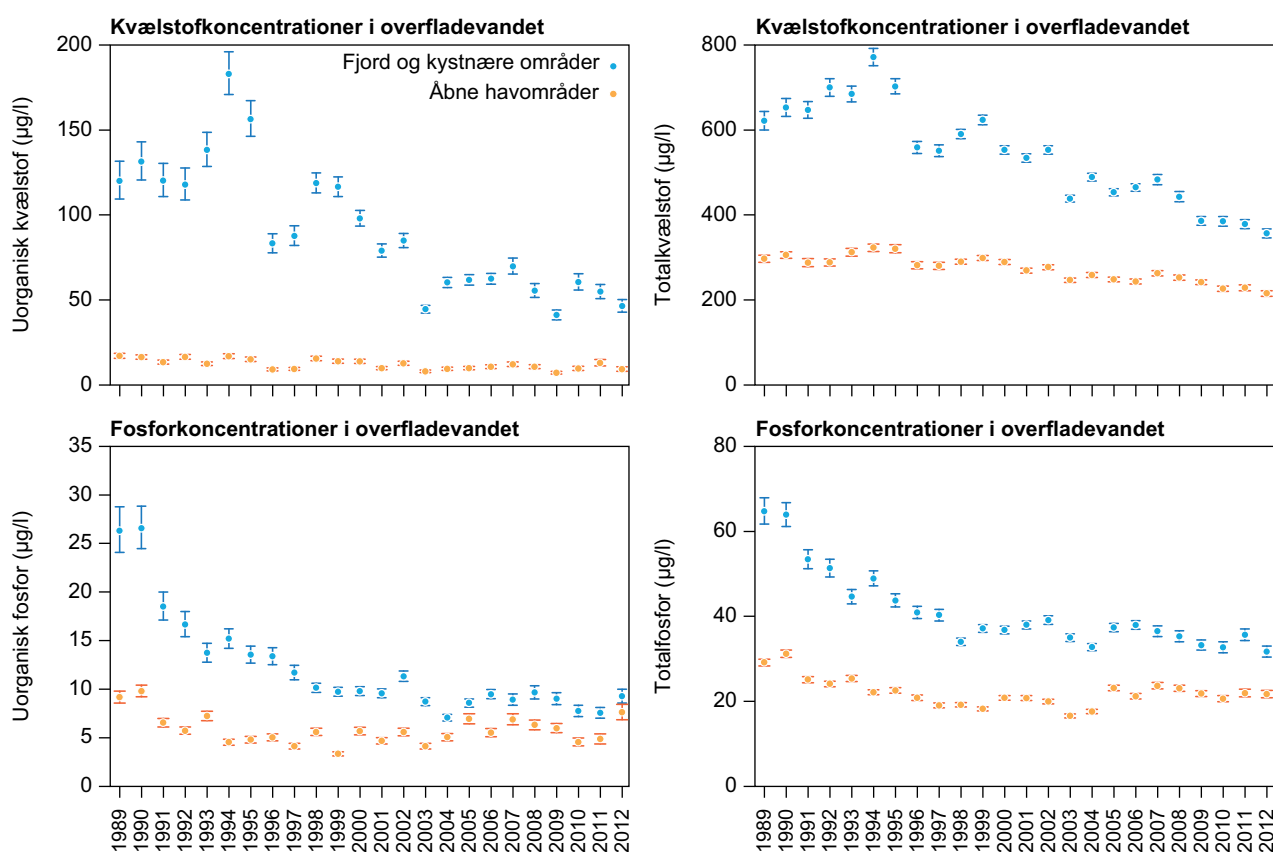 Kvælstofkoncentrationer i overfladevandet
Uorganisk kvælstof (µg/l)
200
150
100
50
0
Fjord og kystnære områder
Åbne havområder
Kvælstofkoncentrationer i overfladevandet
Totalkvælstof (µg/l)
800
600
400
200
0
Fosforkoncentrationer i overfladevandet
Uorganisk fosfor (µg/l)
35
30
25
20
15
10
5
0
1989 1990 1991 1992 1993 1994 1995 1996 1997 1998 1999 2000 2001 2002 2003 2004 2005 2006 2007 2008 2009 2010 2011 2012
Fosforkoncentrationer i overfladevandet
Totalfosfor (µg/l)
80
60
40
20
0
1989 1990 1991 1992 1993 1994 1995 1996 1997 1998 1999 2000 2001 2002 2003 2004 2005 2006 2007 2008 2009 2010 2011 2012